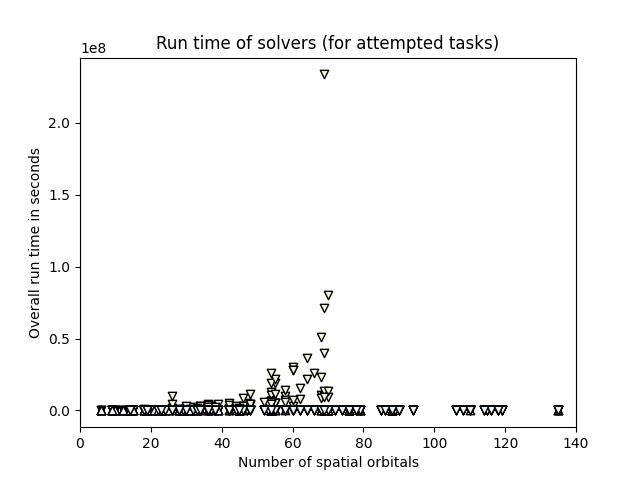 Run time of solvers (for attempted tasks)
1e8
2.0
1.5
1.0
0.5
0.0
Overall run time in seconds
0 20 40 60 80 100 120 140
Number of spatial orbitals